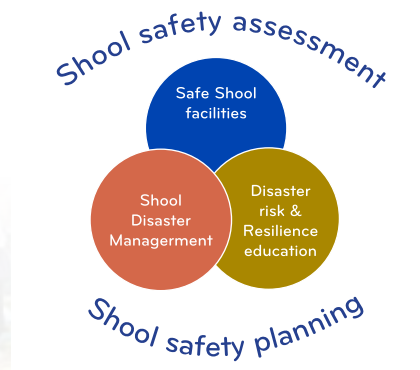 Shool safety assessment
Safe Shool
facilities
Shool
Disaster
Managerment
Disaster
risk &
Resilience
education
Shool safety planning